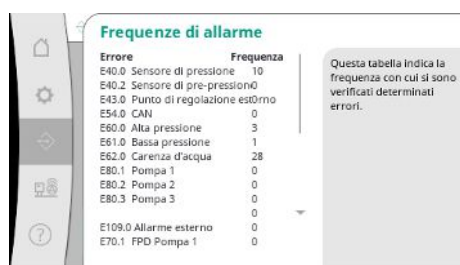 Frequenze di allarme
Errore Frequenza
E40.0 Sensore di pressione 10
E40.2 Sensore di pre-pressione 0
E43.0 Punto di regolazione esterno 0
E54.0 CAN 0
E60.0 Alta pressione 3
E61.0 Bassa pressione 1
E62.0 Carenza d'acqua 28
E80.1 Pompa 1 0
E80.2 Pompa 2 0
E80.3 Pompa 3 0
0
E109.0 Allarme esterno 0
E70.1 FPD Pompa 1 0
Questa tabella indica la
frequenza con cui si sono
verificati determinati
errori.